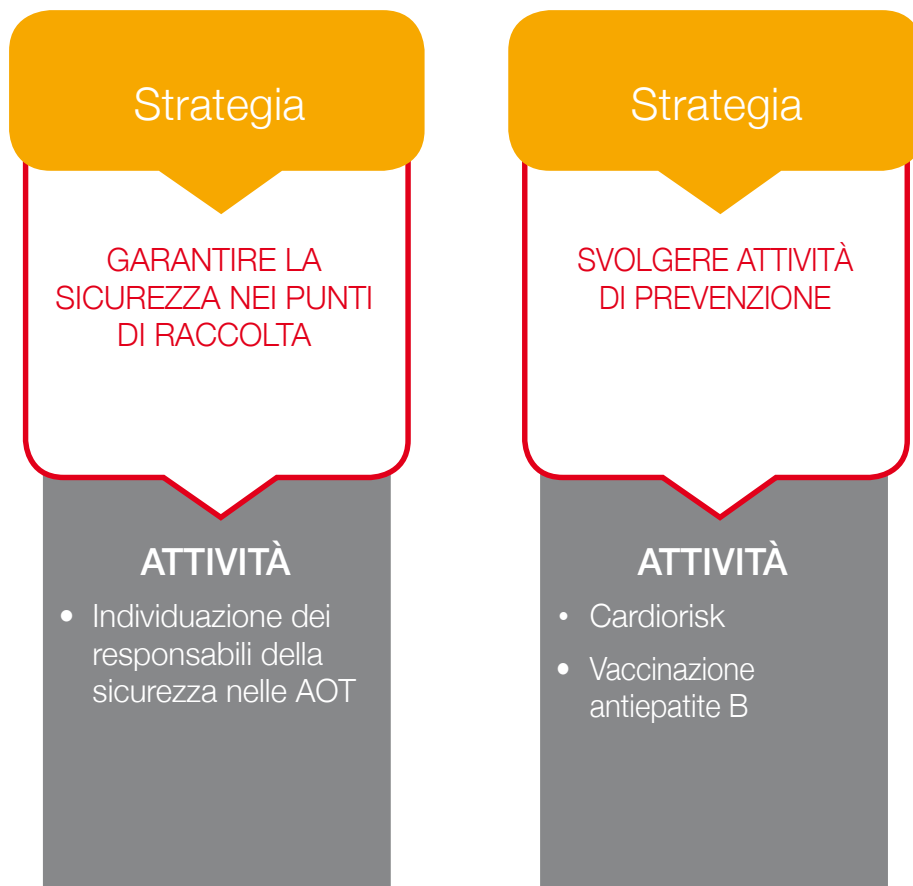 Strategia
GARANTIRE LA
SICUREZZA NEI PUNTI
DI RACCOLTA
ATTIVITÀ
• Individuazione dei
responsabili della
sicurezza nelle AOT
Strategia
SVOLGERE ATTIVITÀ
DI PREVENZIONE
ATTIVITÀ
• Cardiorisk
• Vaccinazione
antiepatite B